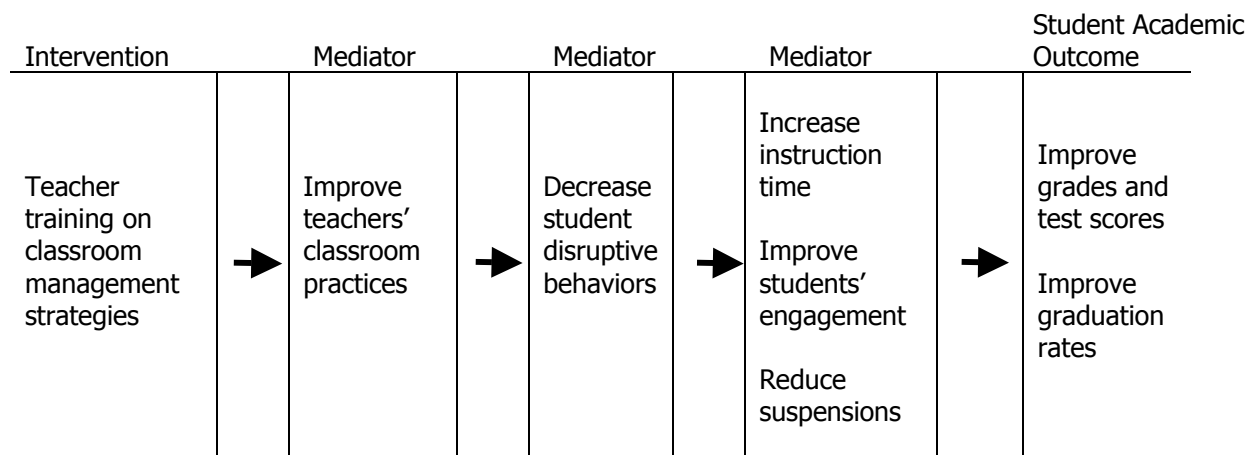 Student Academic
Outcome
Intervention
Mediator
Mediator
Mediator
Teacher
training on
classroom
management
strategies
Improve
teachers’
classroom
practices
Decrease
student
disruptive
behaviors
Increase
instruction
time
Improve
students’
engagement
Reduce
suspensions
Improve
grades and
test scores
Improve
graduation
rates